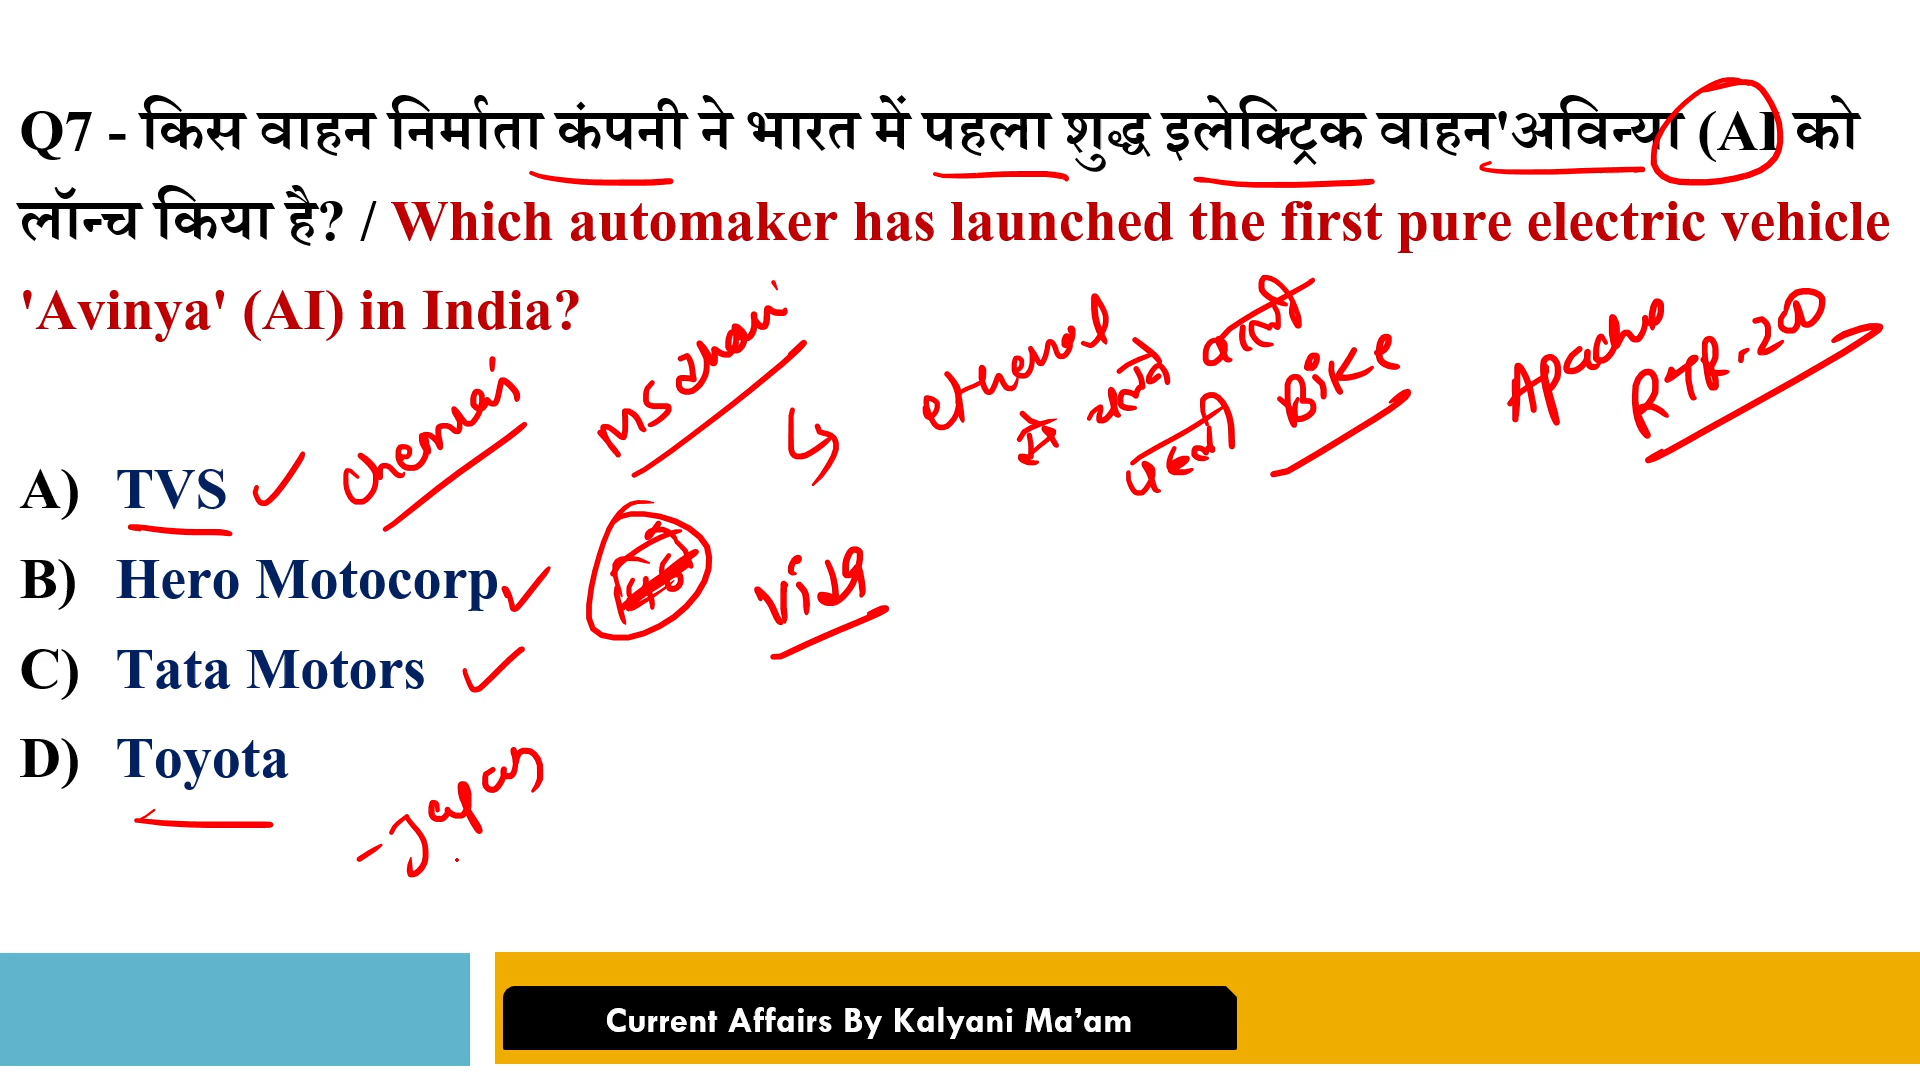 Q7 - किस वाहन निर्माता कंपनी ने भारत में पहला शुद्ध इलेक्ट्रिक वाहन'अविन्या (AI को
लॉन्च किया है? / Which automaker has launched the first pure electric vehicle
'Avinya' (AI) in India?
MS dhoni
ethenal
में चलने वाली
पहली Bike
Apache
RTR-200
Chennai
A) TVS
B) Hero Motocorp
vida
C) Tata Motors
D) Toyota
- Japan
Current Affairs By Kalyani Ma'am